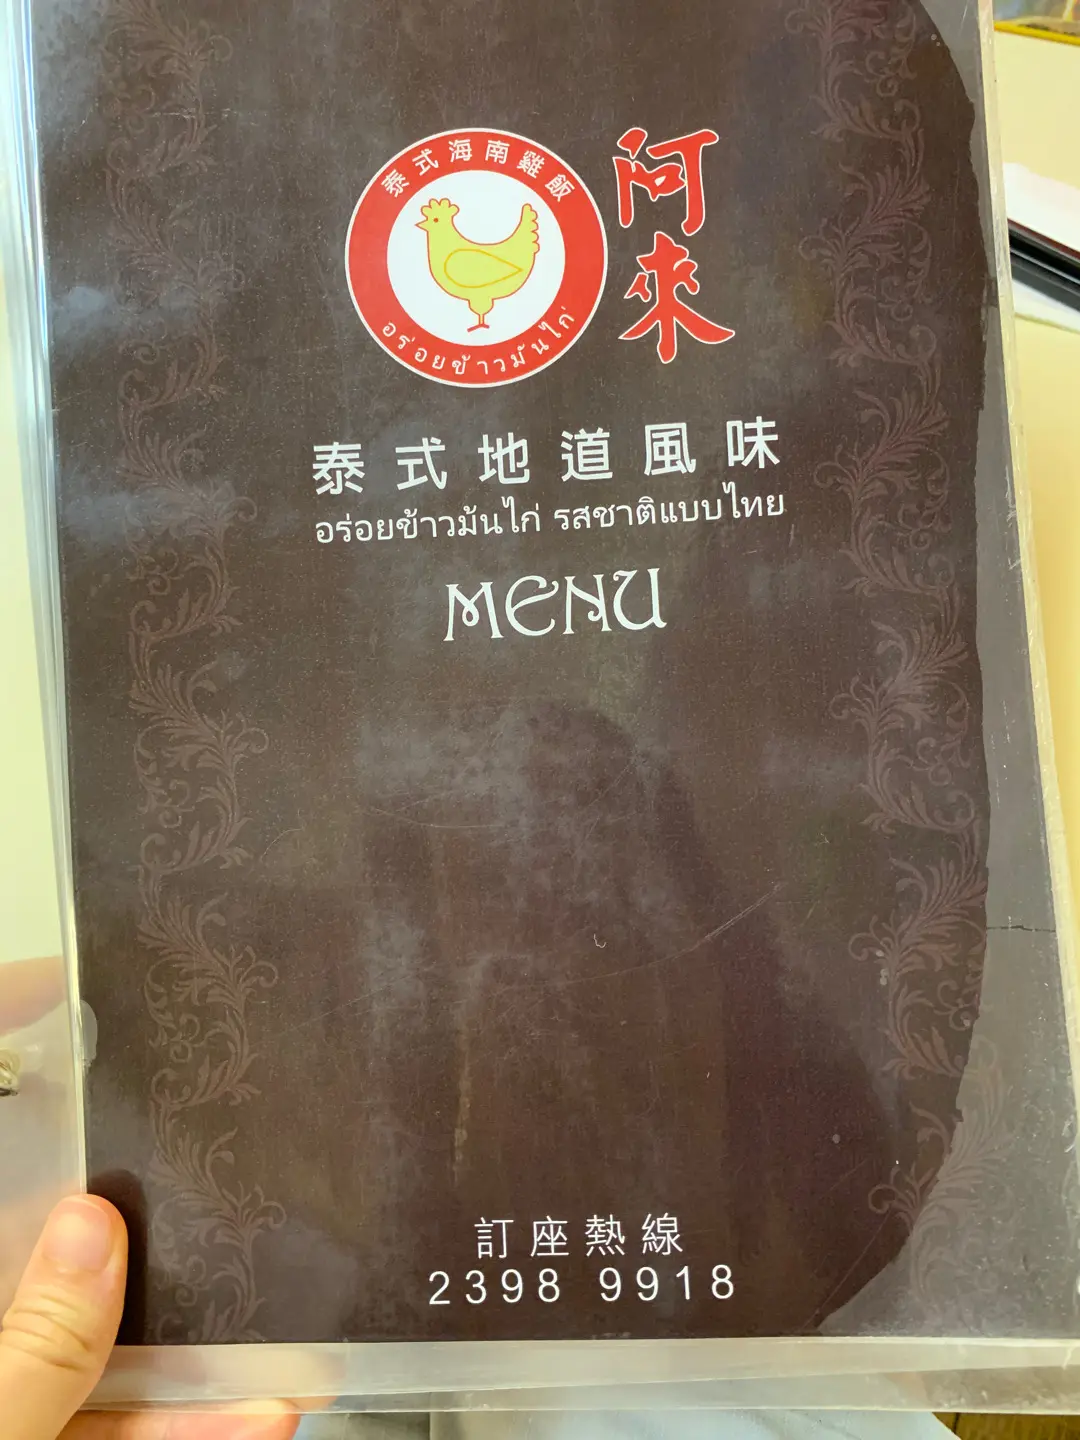 泰式海南雞飯
อร่อยข้าวมันไก่
阿來
泰式地道風味
อร่อยข้าวมันไก่ รสชาติแบบไทย
MENU
訂座熱線
2398 9918